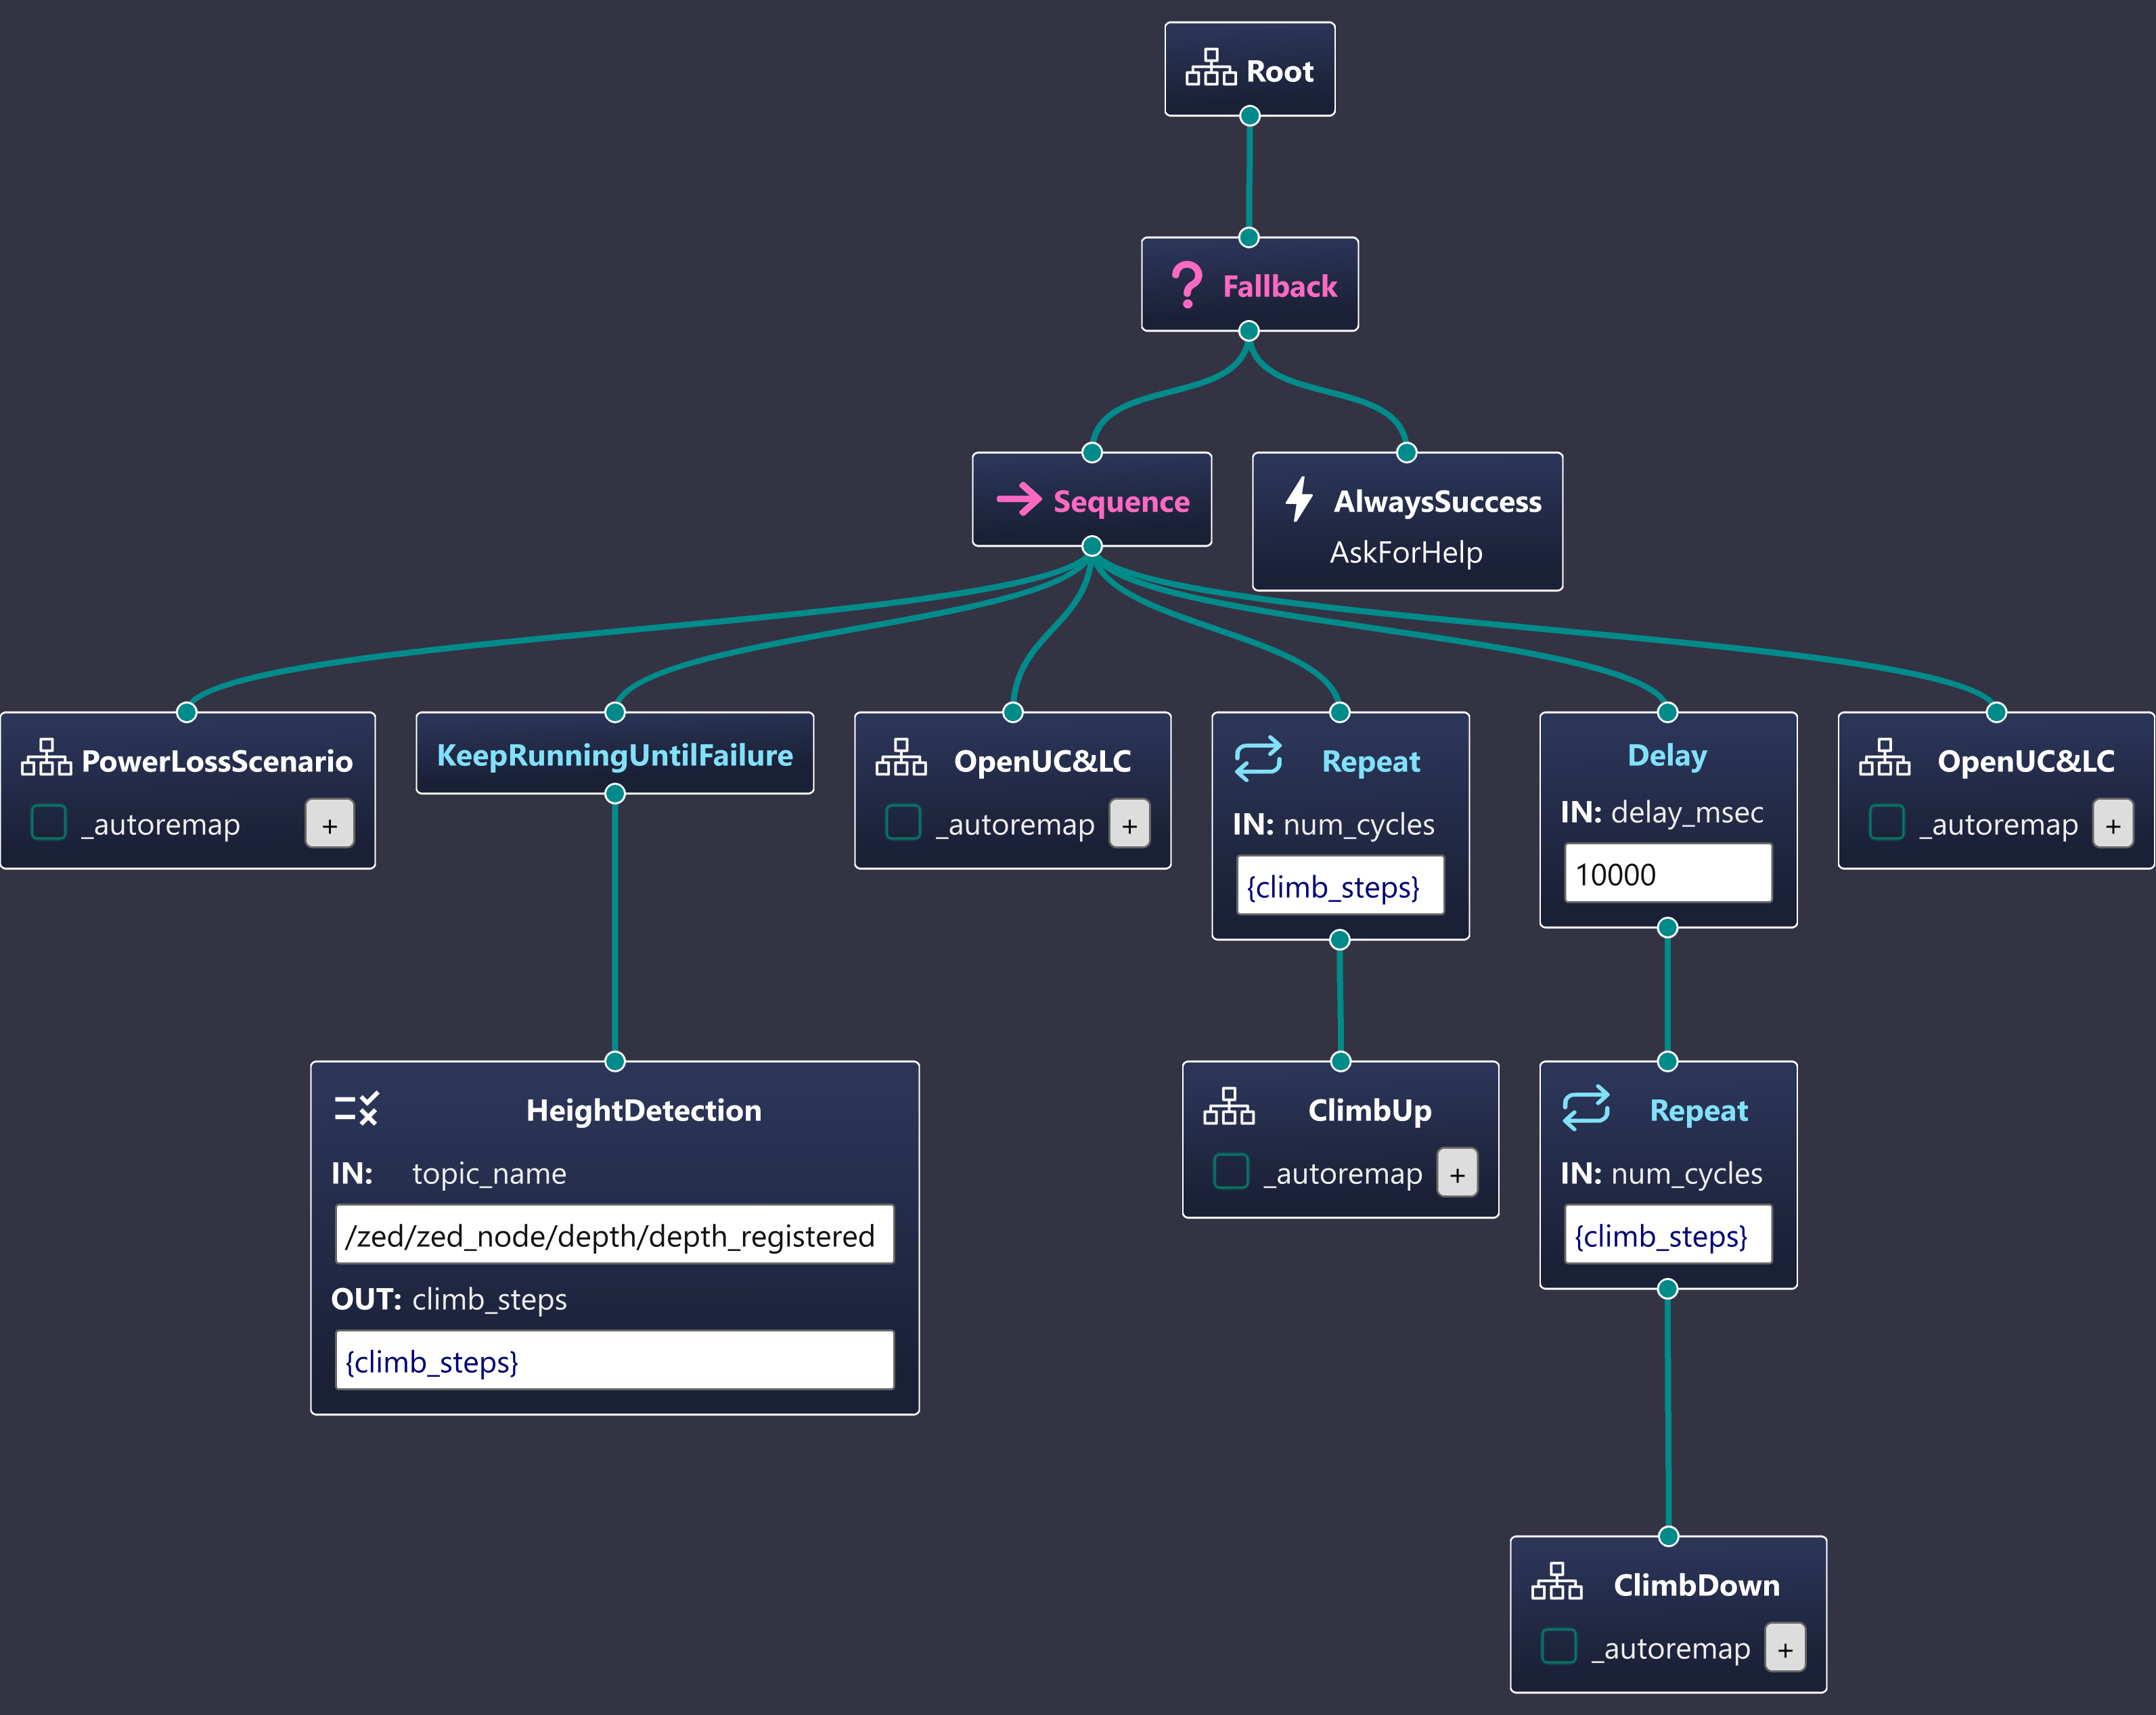 Root
Fallback
Sequence
AlwaysSuccess
AskForHelp
PowerLossScenario
_autoremap
+
KeepRunningUntilFailure
OpenUC&LC
_autoremap
+
Repeat
IN: num_cycles
{climb_steps}
Delay
IN: delay_msec
10000
OpenUC&LC
_autoremap
+
HeightDetection
IN: topic_name
/zed/zed_node/depth/depth_registered
OUT: climb_steps
{climb_steps}
ClimbUp
_autoremap
+
Repeat
IN: num_cycles
{climb_steps}
ClimbDown
_autoremap
+